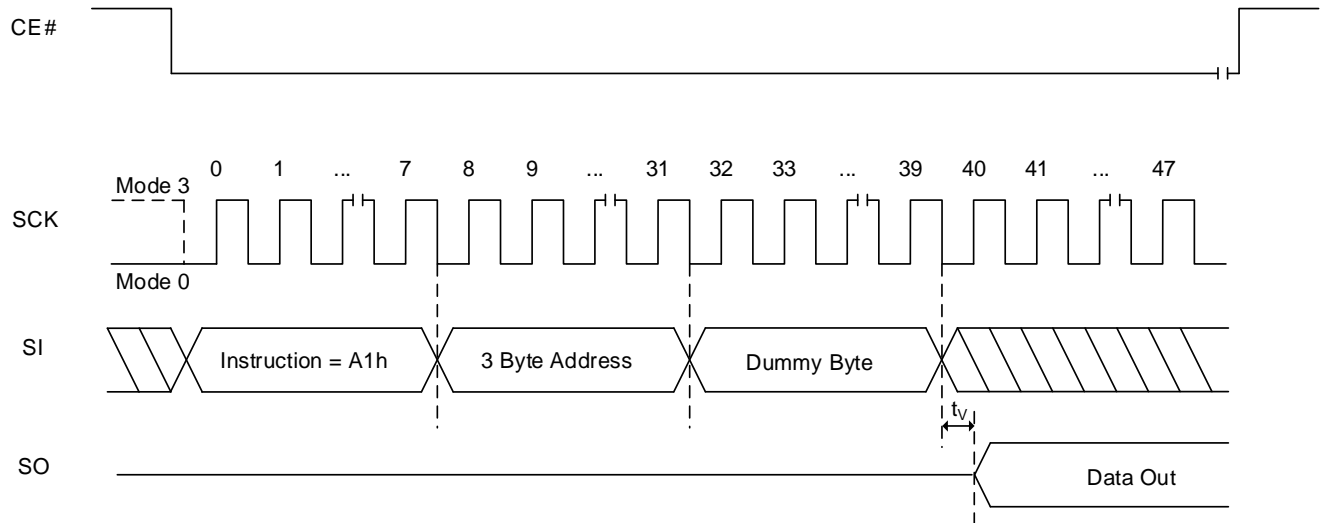 CE#
0 1 ... 7 8 9 ... 31 32 33 ... 39 40 41 ... 47
Mode 3
SCK
Mode 0
SI
Instruction = A1h
3 Byte Address
Dummy Byte
tV
SO
Data Out